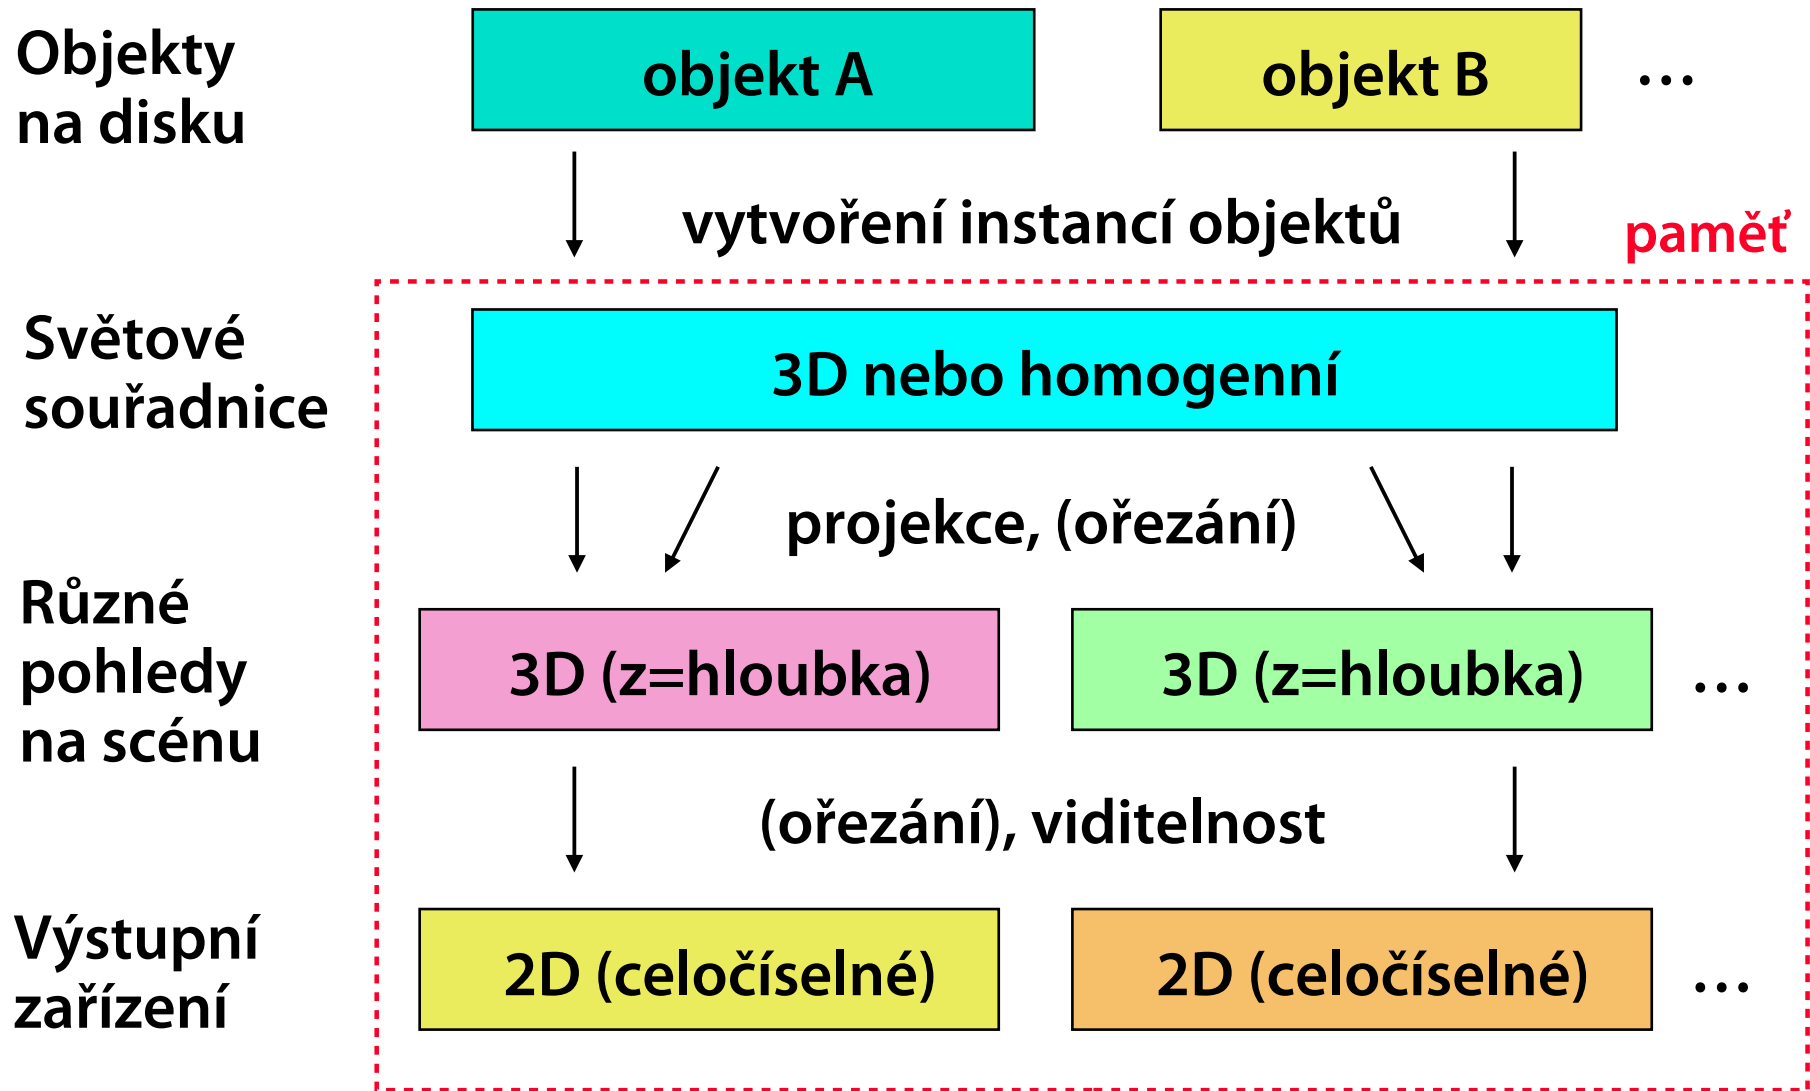 Objekty
na disku
objekt A
objekt B
...
vytvoření instancí objektů
paměť
Světové
souřadnice
3D nebo homogenní
projekce, (ořezání)
Různé
pohledy
na scénu
3D (z=hloubka)
3D (z=hloubka)
...
(ořezání), viditelnost
Výstupní
zařízení
2D (celočíselné)
2D (celočíselné)
...